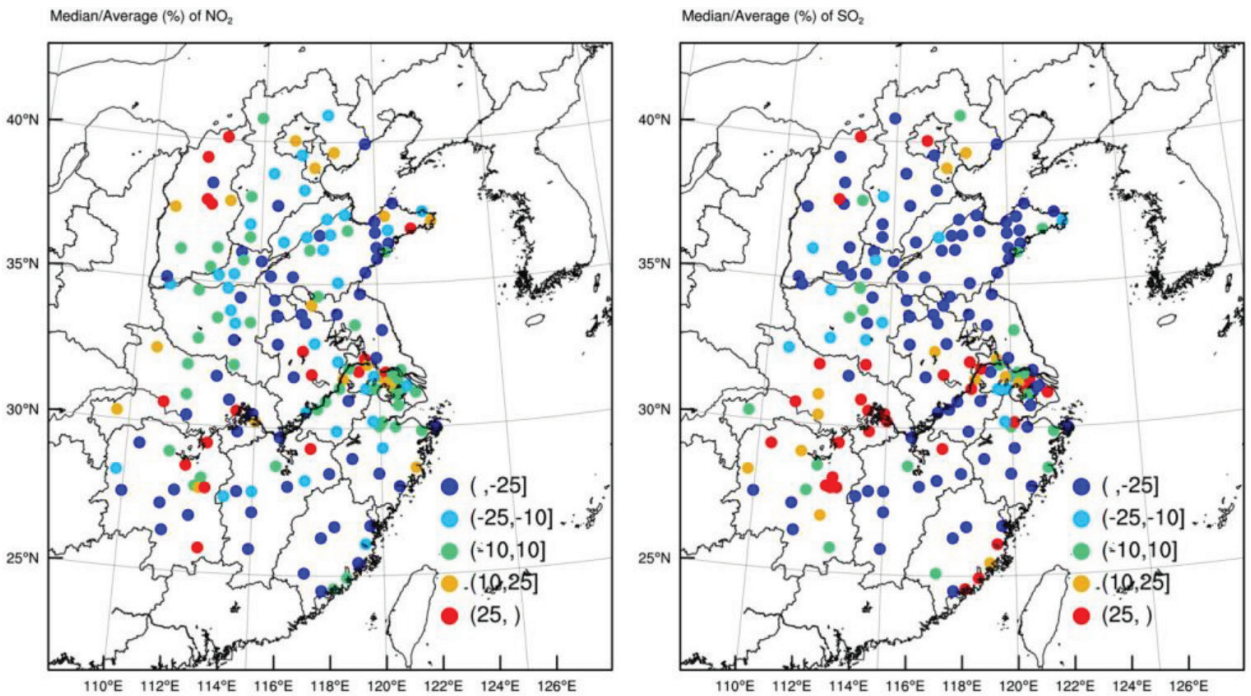 Median/Average (%) of NO₂
Median/Average (%) of SO₂
40°N
35°N
30°N
25°N
( ,-25]
(-25,-10]
(-10,10]
(10,25]
(25, )
110°E 112°E 114°E 116°E 118°E 120°E 122°E 124°E 126°E
40°N
35°N
30°N
25°N
( ,-25]
(-25,-10]
(-10,10]
(10,25]
(25, )
110°E 112°E 114°E 116°E 118°E 120°E 122°E 124°E 126°E